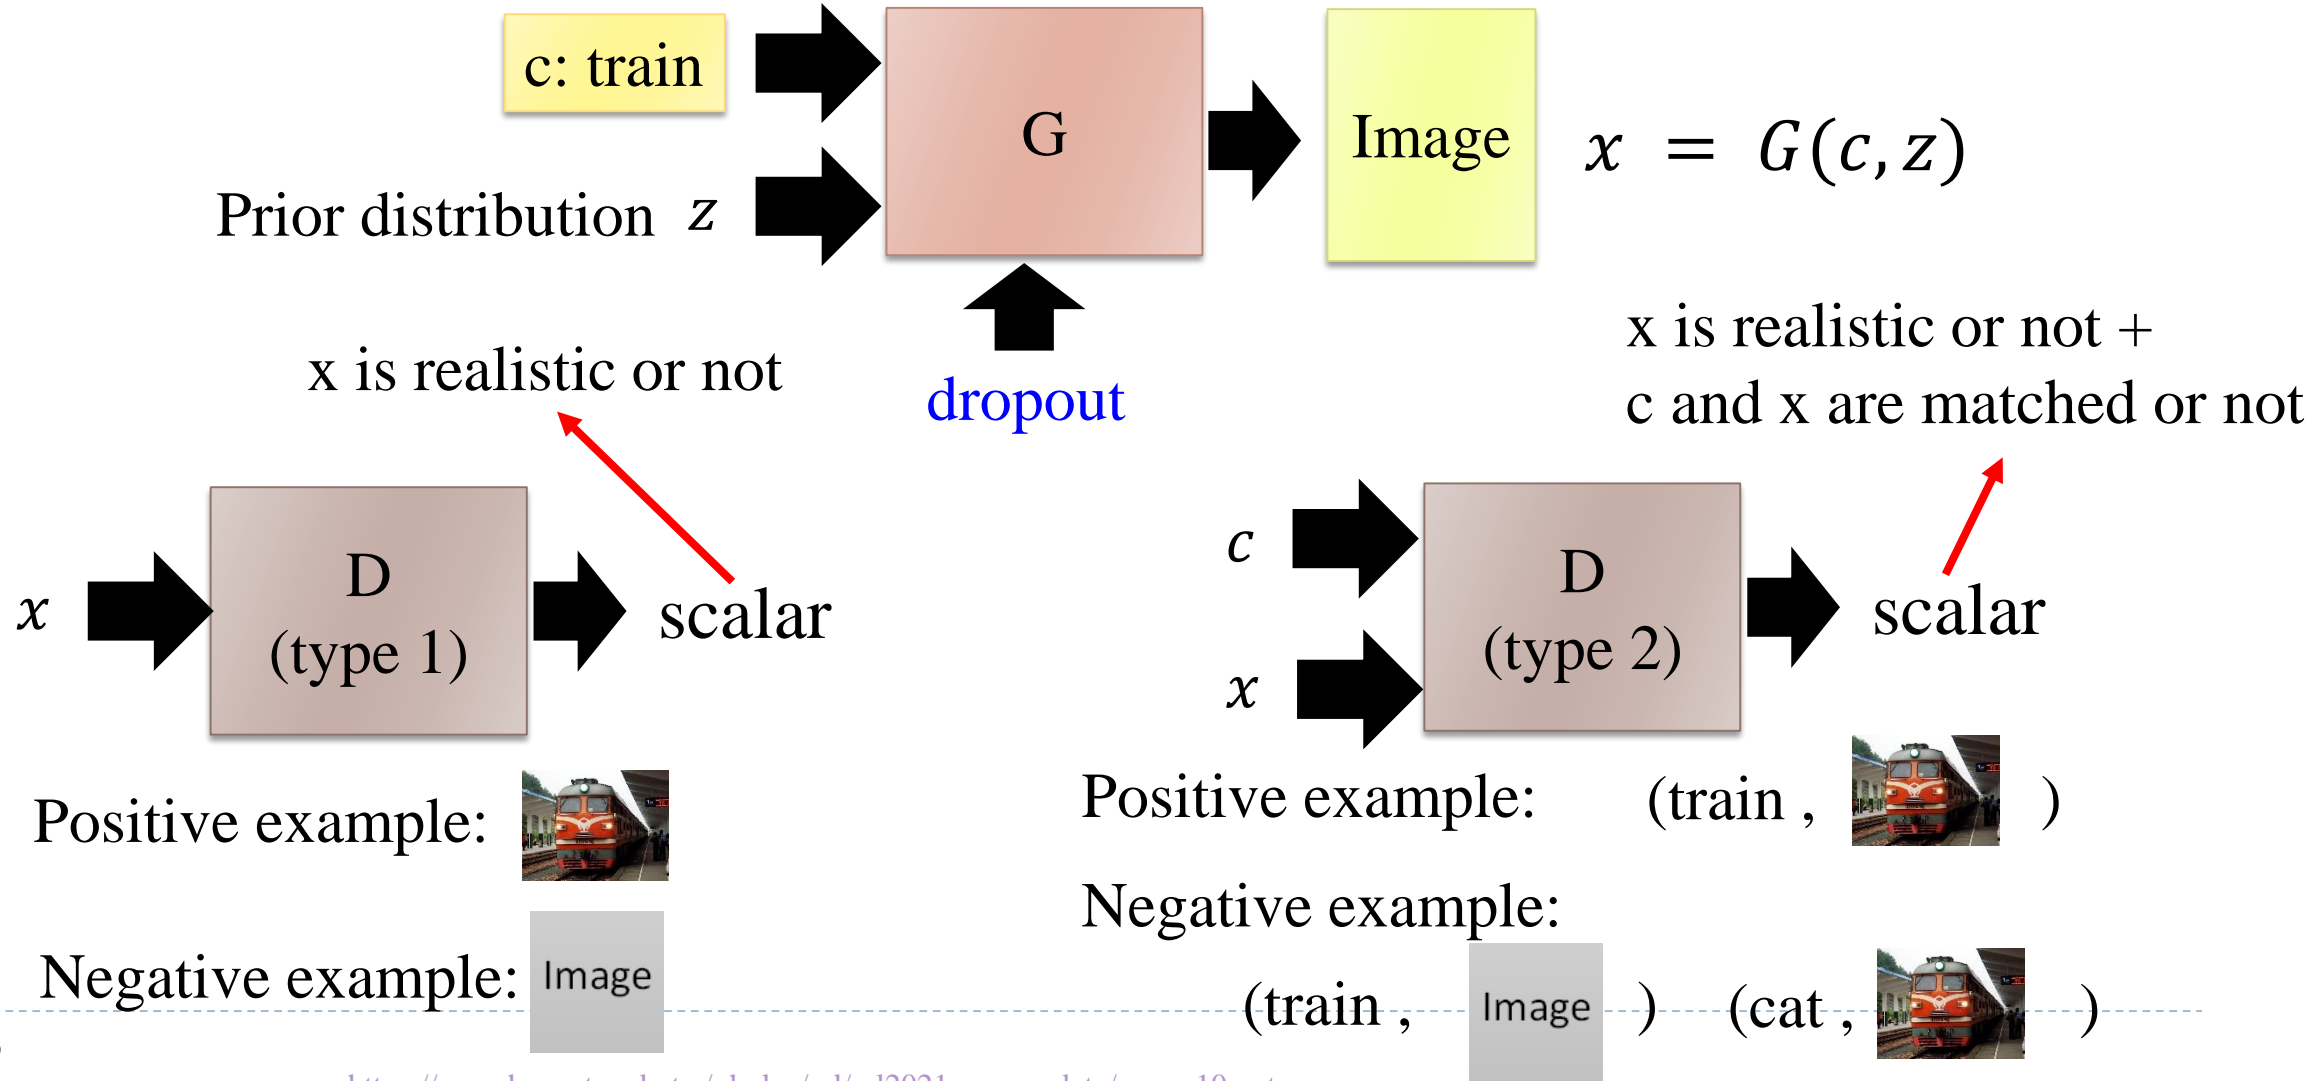 c: train
G
Image
x = G(c, z)
Prior distribution z
dropout
x is realistic or not
x is realistic or not +
c and x are matched or not
x
D
(type 1)
scalar
c
x
D
(type 2)
scalar
Positive example:
Negative example: Image
Positive example: (train , )
Negative example:
(train , Image ) (cat , )